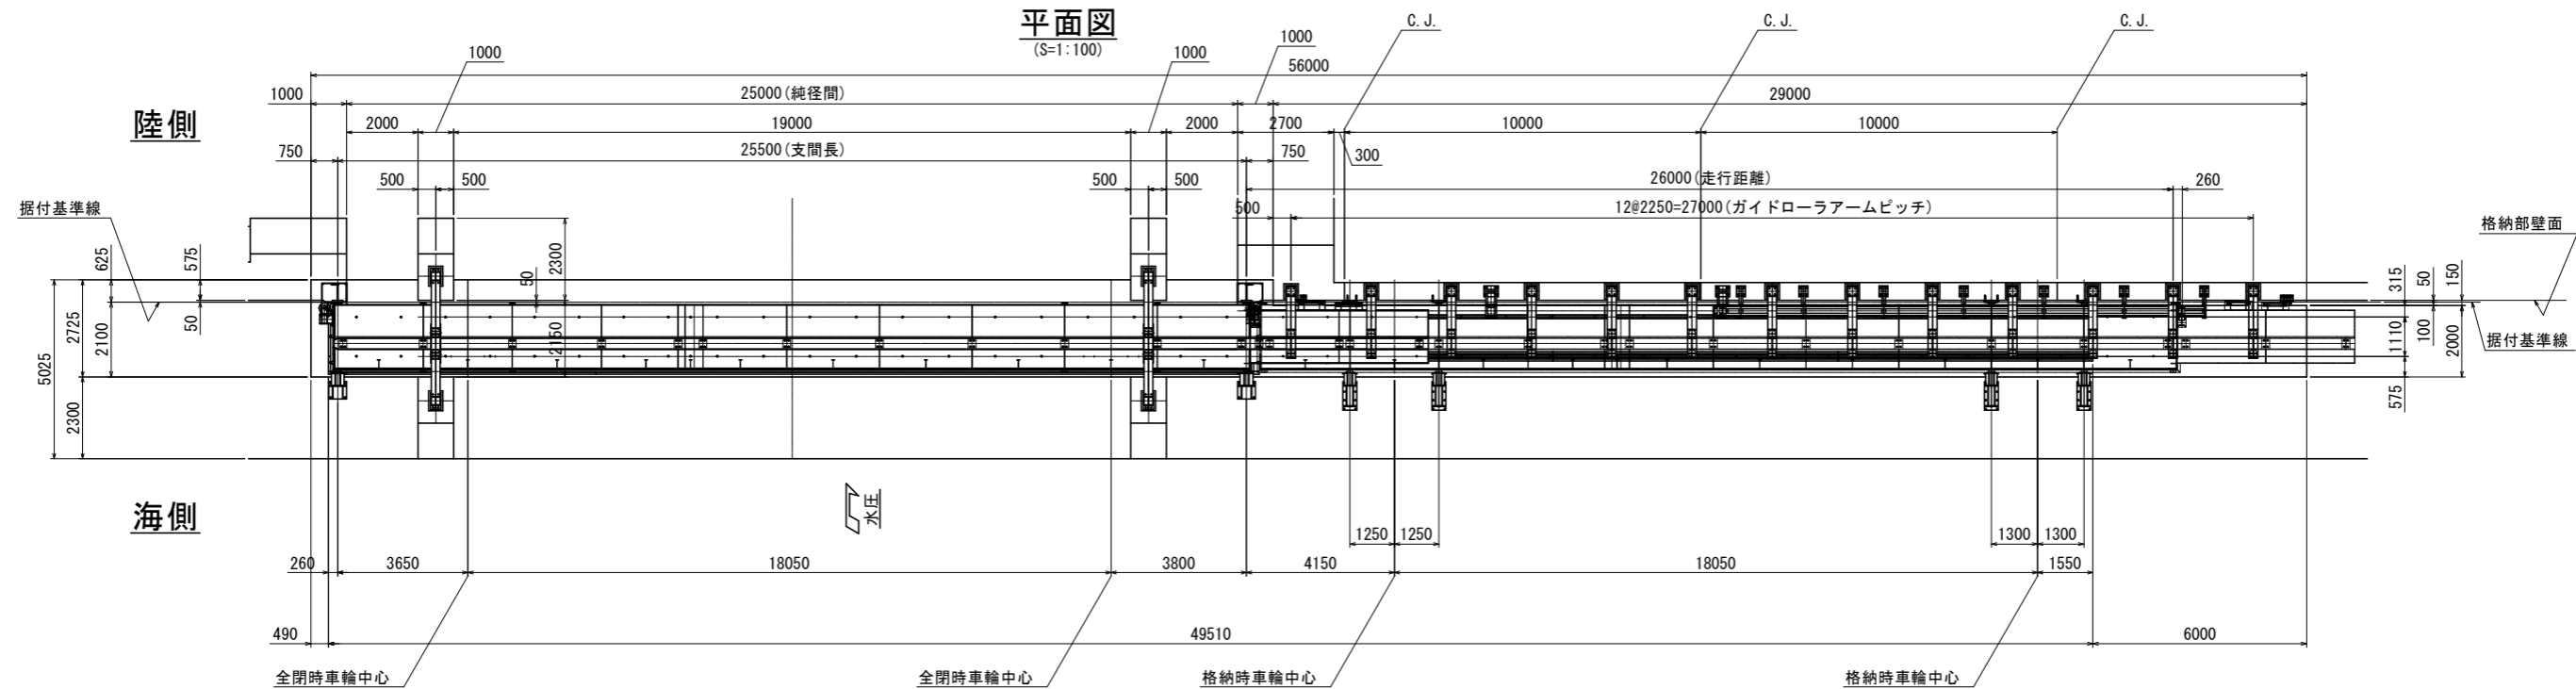 平面図
(S=1:100)
C.J.
C.J.
C.J.
1000
1000
1000
56000
1000
25000(純径間)
29000
陸側
2000
19000
2000
2700
10000
10000
750
25500(支間長)
750
300
500
500
500
500
26000(走行距離)
260
据付基準線
500
12@2250=27000(ガイドローラアームピッチ)
格納部壁面
625
575
2300
50
315
50
150
5025
2725
2100
50
2150
1110
100
2000
据付基準線
2300
575
海側
水圧
1250
1250
1300
1300
260
3650
18050
3800
4150
18050
1550
490
49510
6000
全閉時車輪中心
全閉時車輪中心
格納時車輪中心
格納時車輪中心